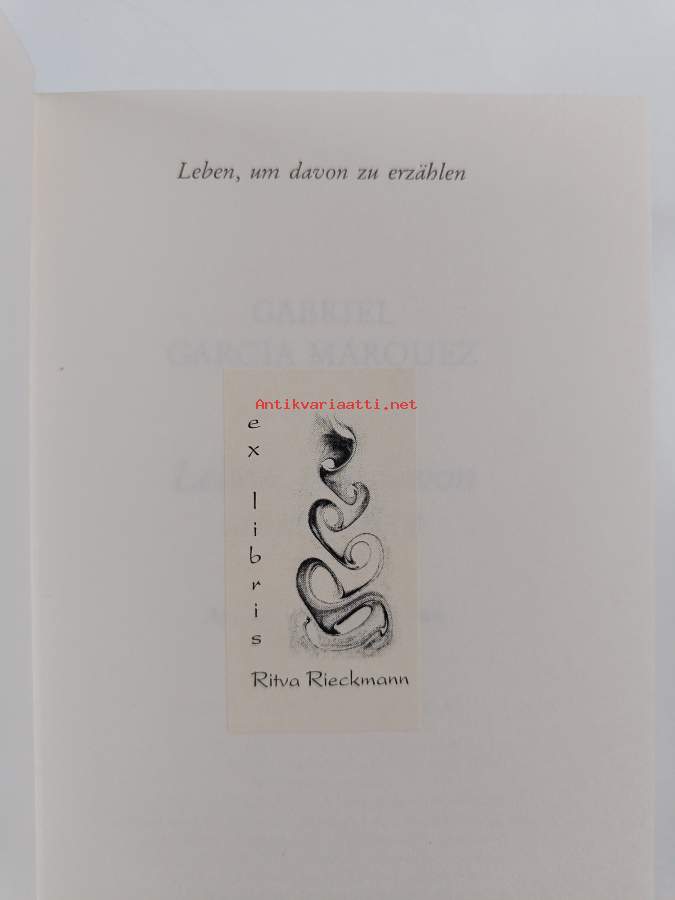 Leben, um davon zu erzählen
GABRIEL
GARCÍA MÁRQUEZ
Antikvariaatti.net
ex libris
Ritva Rieckmann